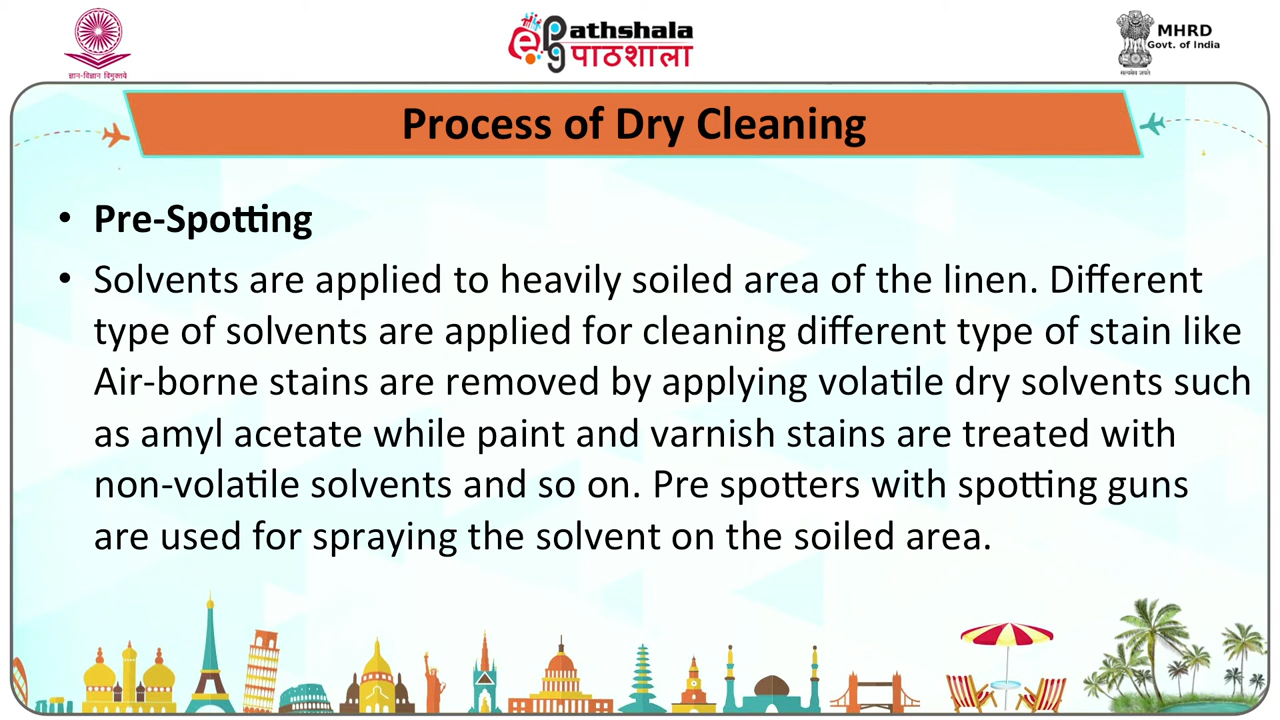 ज्ञान-विज्ञान विमुक्तये
Pathshala
पाठशाला
MHRD
Govt. of India
सत्यमेव जयते
Process of Dry Cleaning
• Pre-Spotting
• Solvents are applied to heavily soiled area of the linen. Different
type of solvents are applied for cleaning different type of stain like
Air-borne stains are removed by applying volatile dry solvents such
as amyl acetate while paint and varnish stains are treated with
non-volatile solvents and so on. Pre spotters with spotting guns
are used for spraying the solvent on the soiled area.